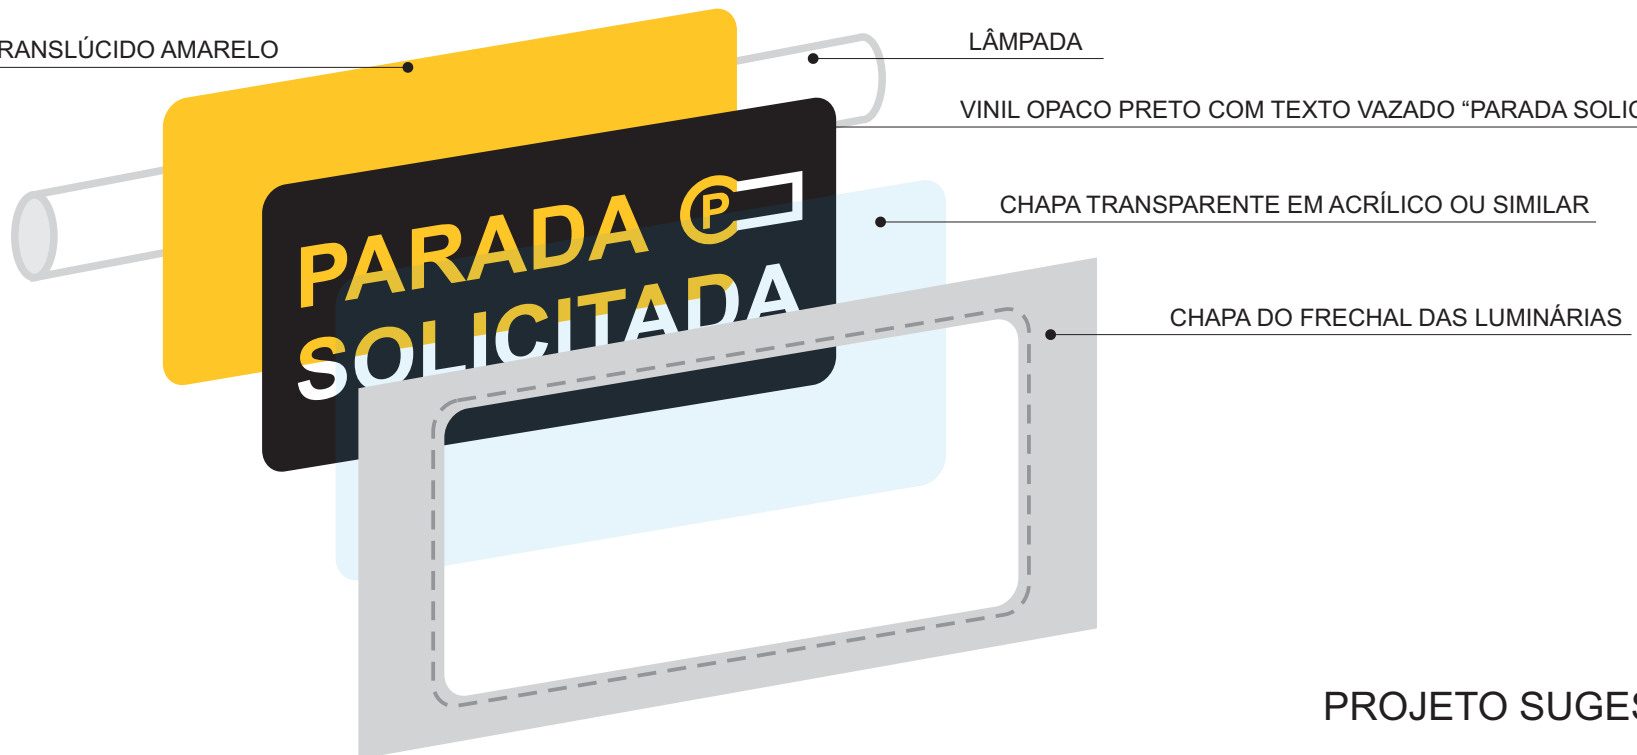 RANSLÚCIDO AMARELO
LÂMPADA
VINIL OPACO PRETO COM TEXTO VAZADO “PARADA SOLIC
CHAPA TRANSPARENTE EM ACRÍLICO OU SIMILAR
CHAPA DO FRECHAL DAS LUMINÁRIAS
PARADA P
SOLICITADA
PROJETO SUGES